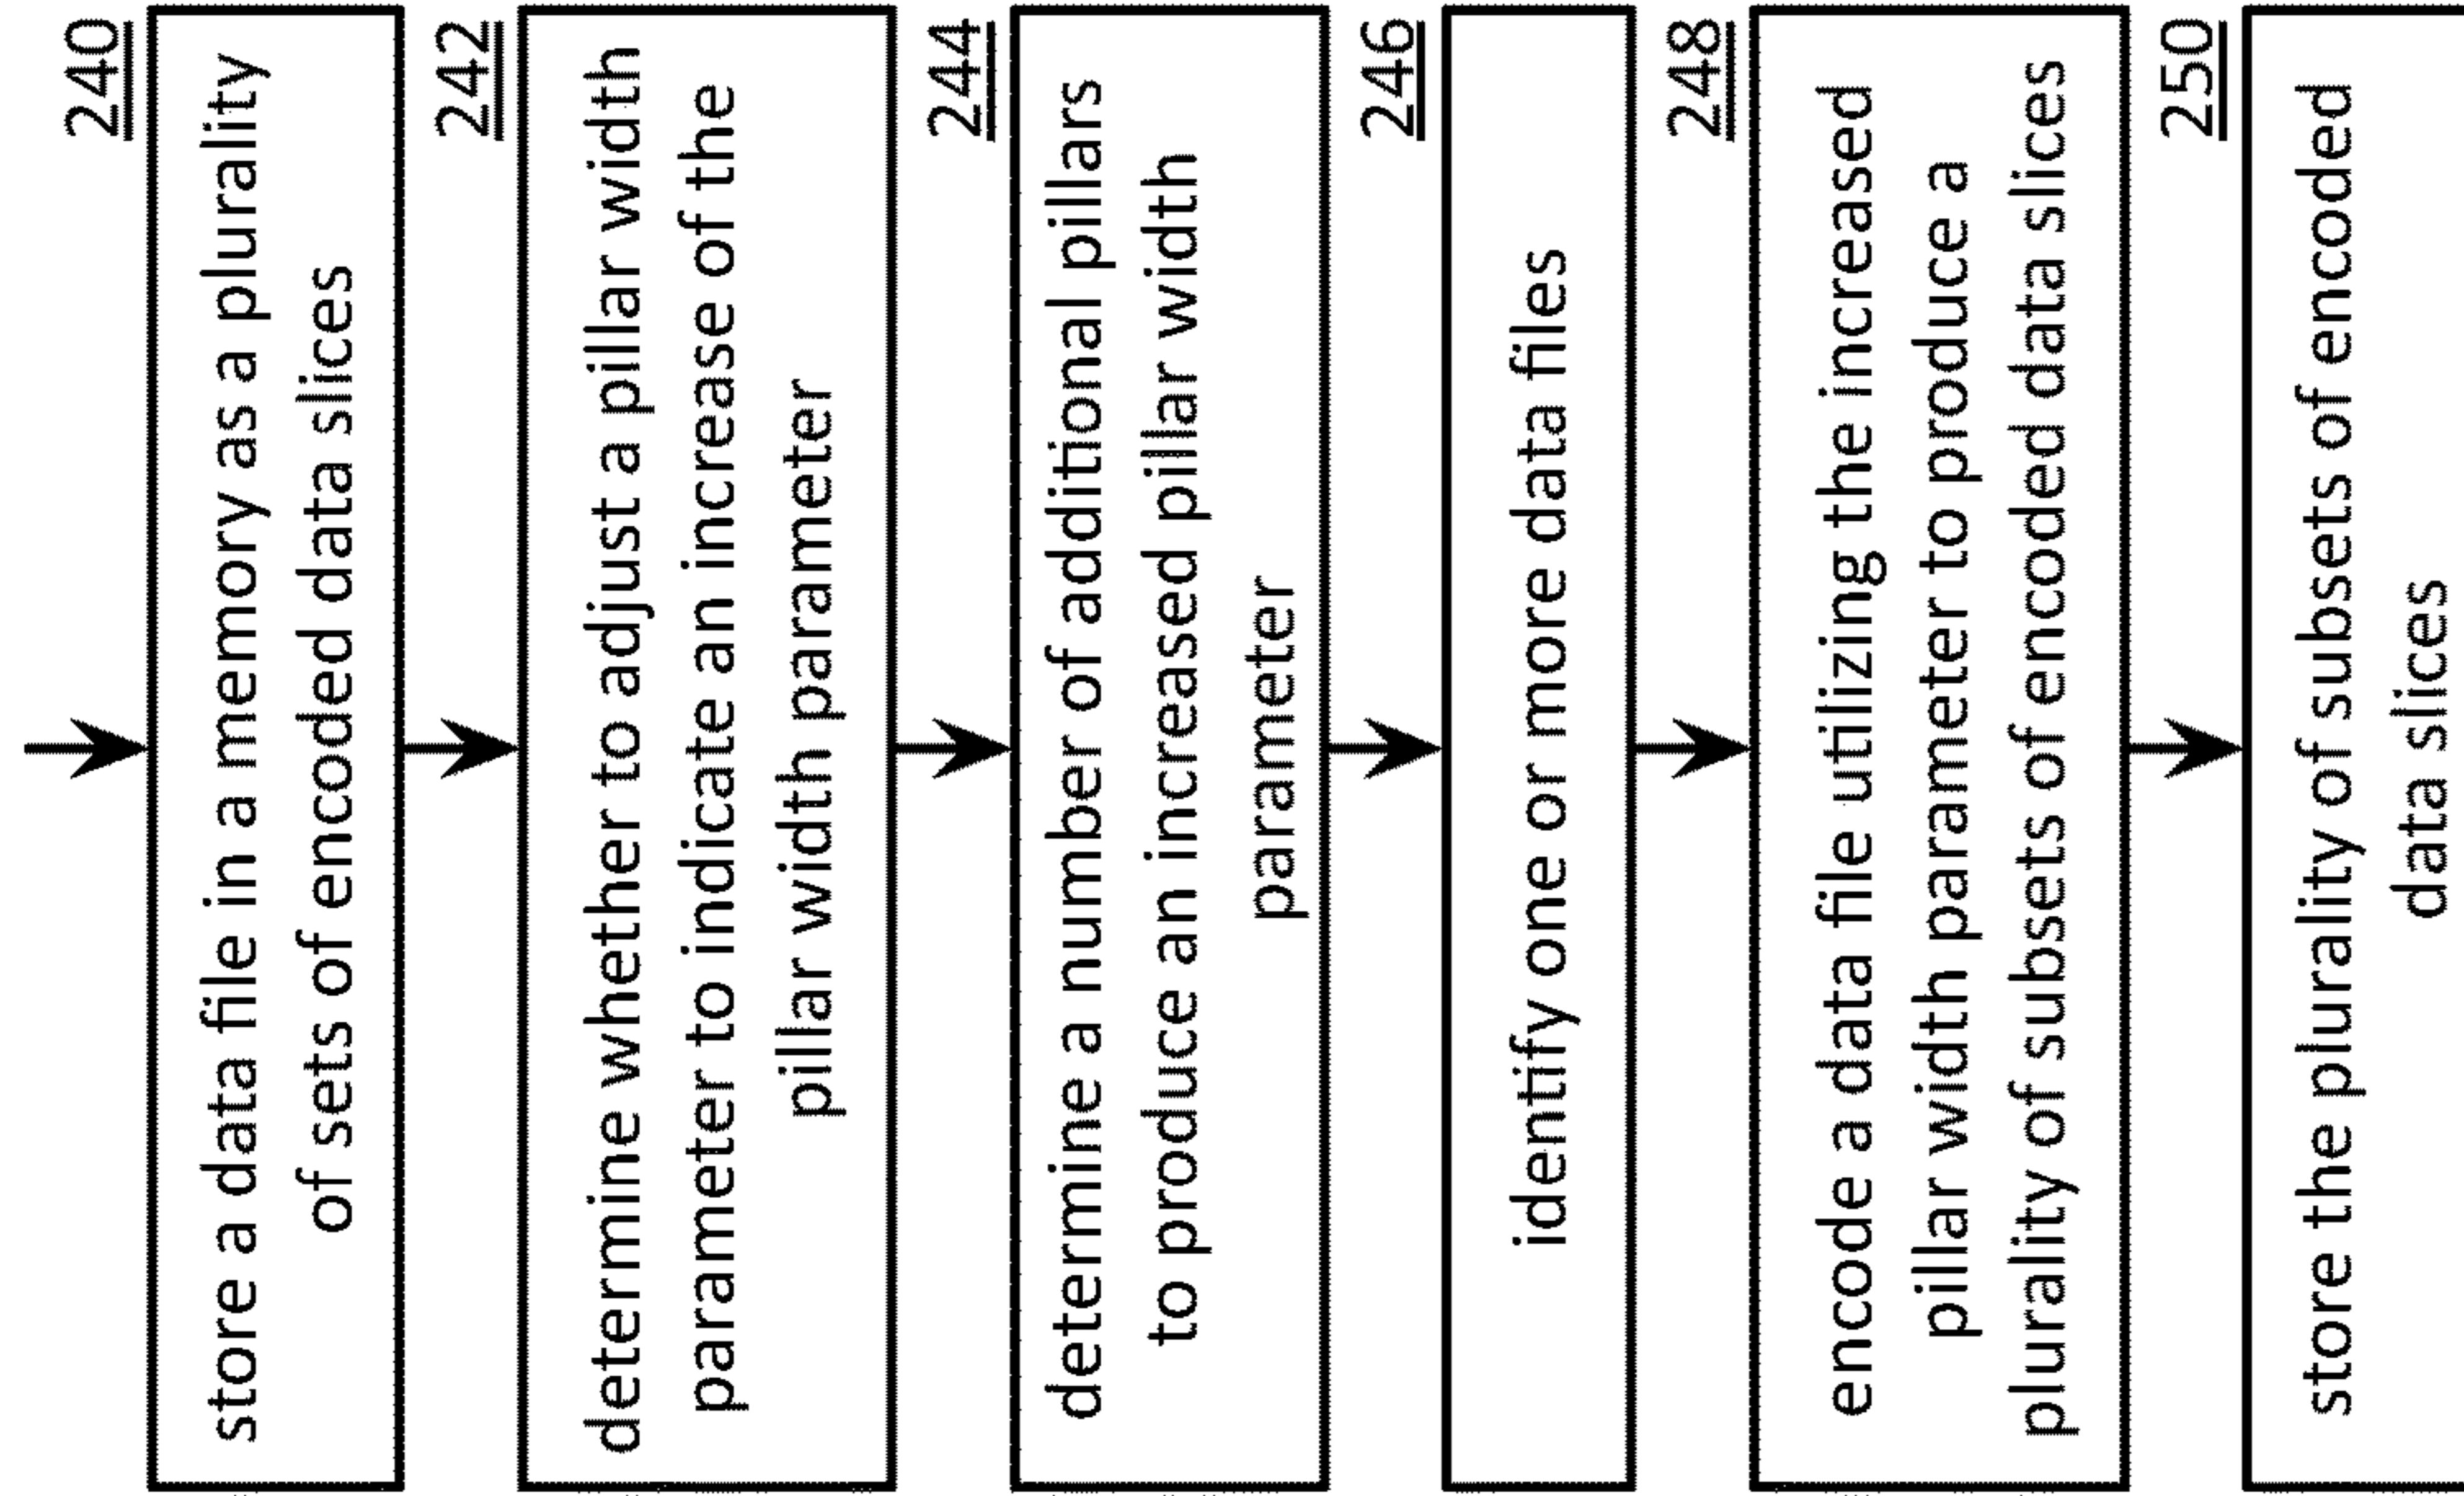 240
store a data file in a memory as a plurality
of sets of encoded data slices
242
determine whether to adjust a pillar width
parameter to indicate an increase of the
pillar width parameter
244
determine a number of additional pillars
to produce an increased pillar width
parameter
246
identify one or more data files
248
encode a data file utilizing the increased
pillar width parameter to produce a
plurality of subsets of encoded data slices
250
store the plurality of subsets of encoded
data slices